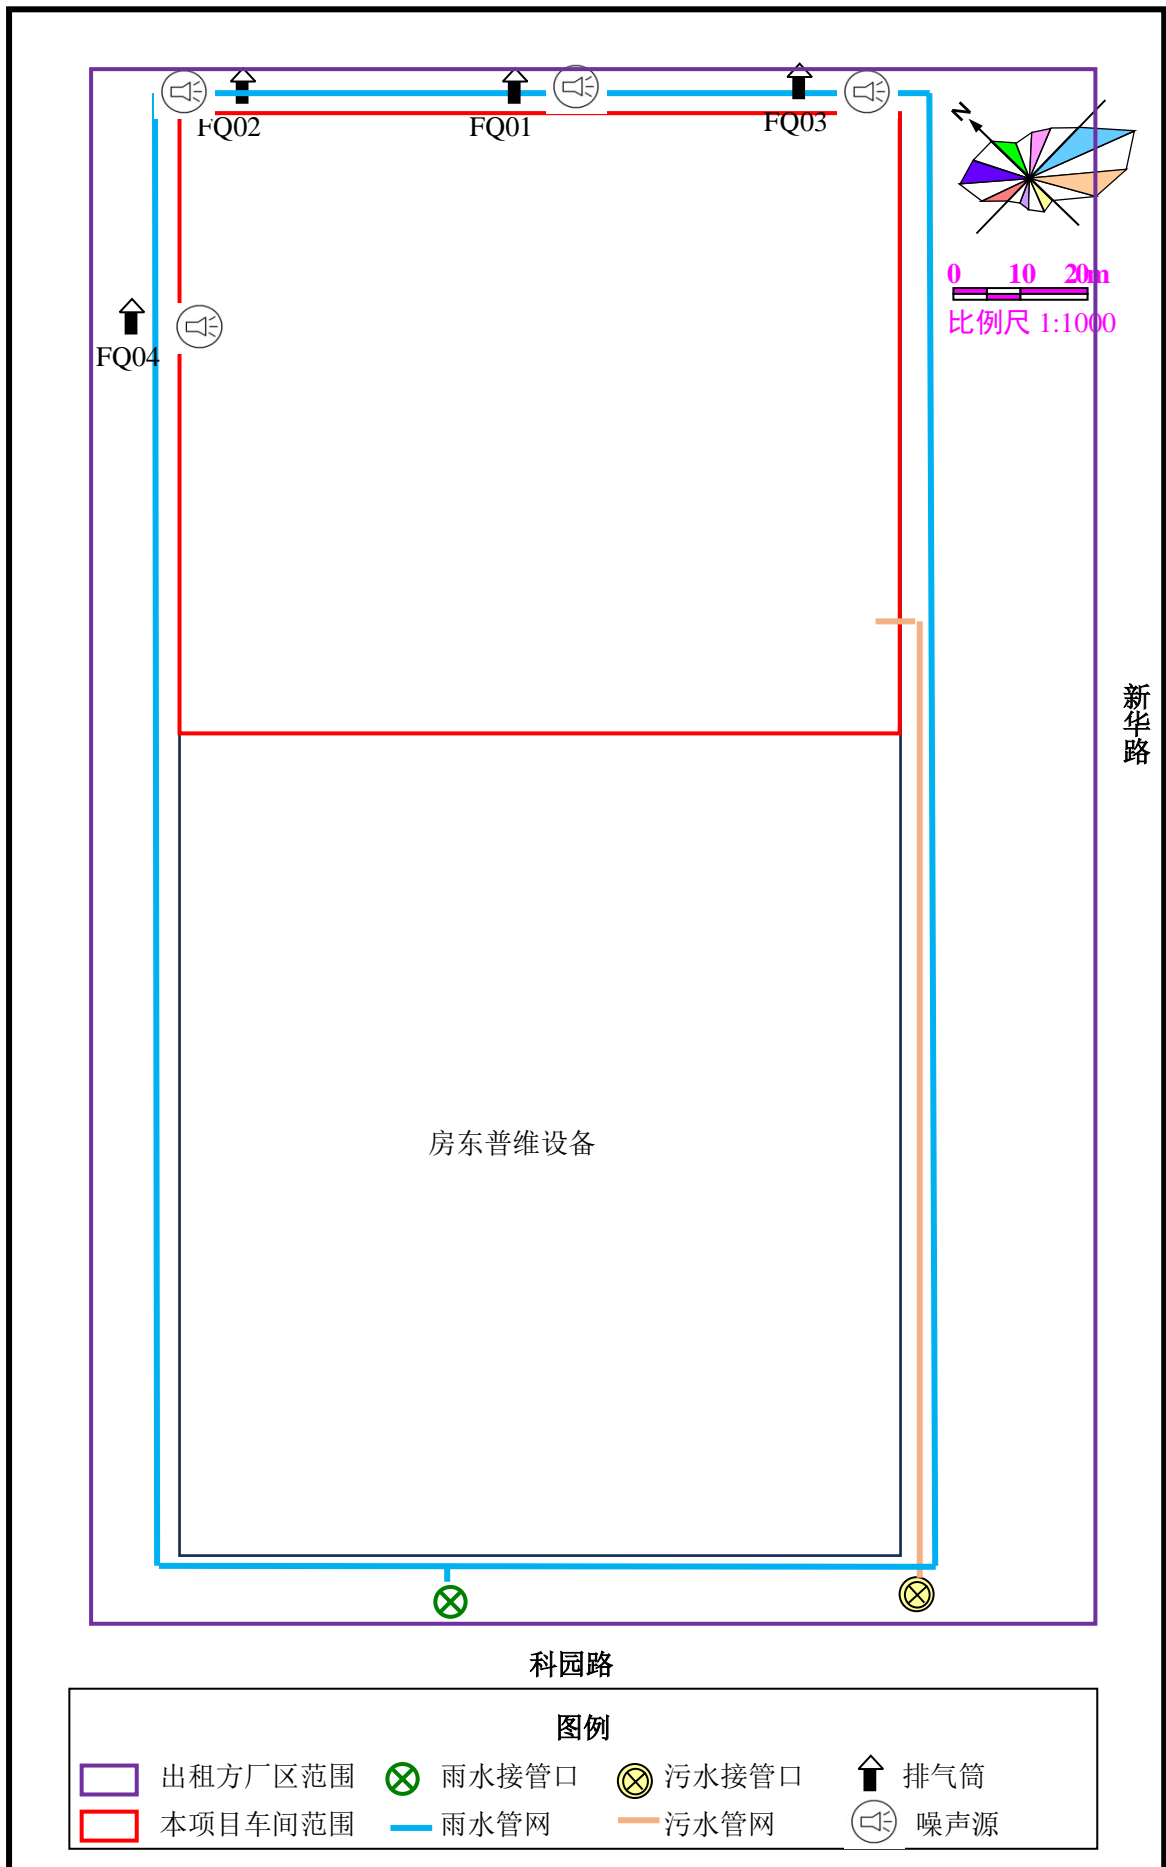 FQ02
FQ01
FQ03
N
0 10 20m
比例尺 1:1000
FQ04
新华路
房东普维设备
科园路
图例
出租方厂区范围 雨水接管口 污水接管口 排气筒
本项目车间范围 雨水管网 污水管网 噪声源